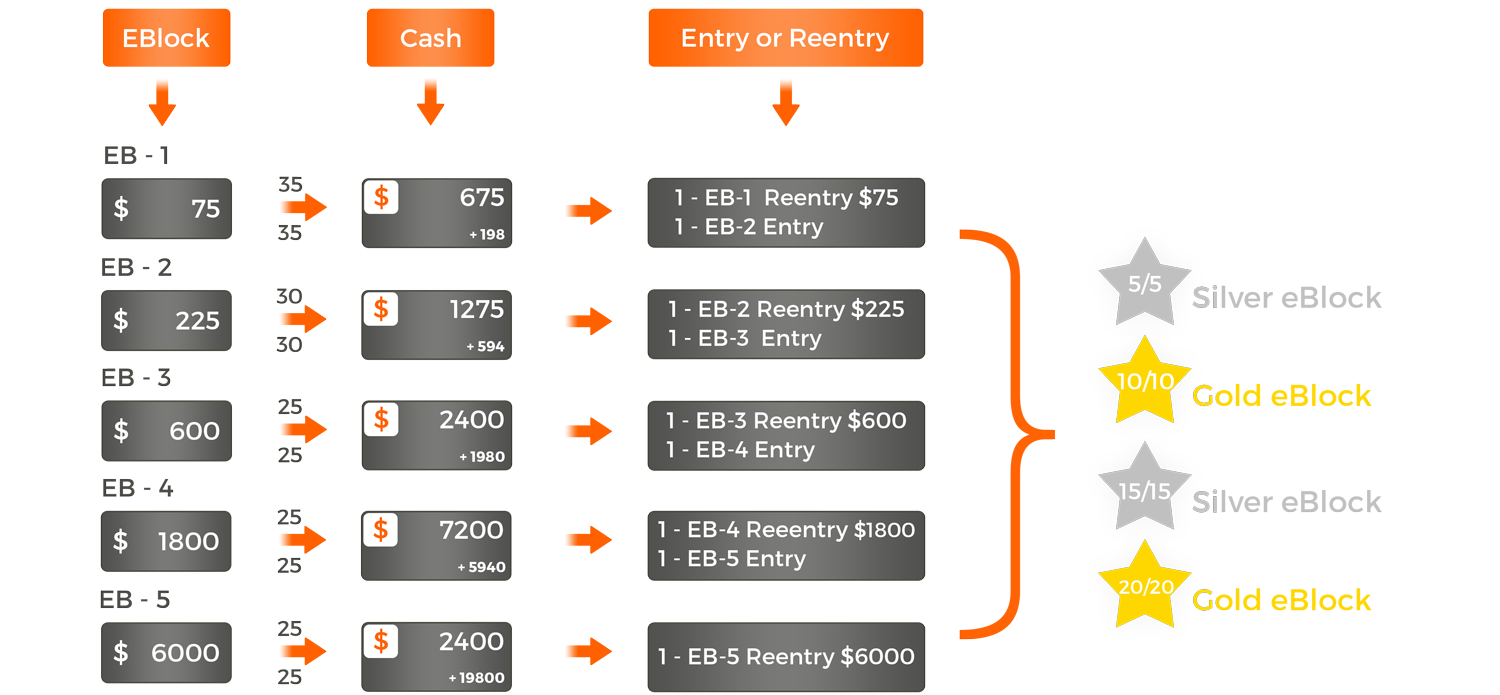 EBlock
Cash
Entry or Reentry
EB - 1
$ 75
35
35
$ 675
+ 198
1 - EB-1 Reentry $75
1 - EB-2 Entry
EB - 2
$ 225
30
30
$ 1275
+ 594
1 - EB-2 Reentry $225
1 - EB-3 Entry
EB - 3
$ 600
25
25
$ 2400
+ 1980
1 - EB-3 Reentry $600
1 - EB-4 Entry
EB - 4
$ 1800
25
25
$ 7200
+ 5940
1 - EB-4 Reeentry $1800
1 - EB-5 Entry
EB - 5
$ 6000
25
25
$ 2400
+ 19800
1 - EB-5 Reentry $6000
5/5 Silver eBlock
10/10 Gold eBlock
15/15 Silver eBlock
20/20 Gold eBlock